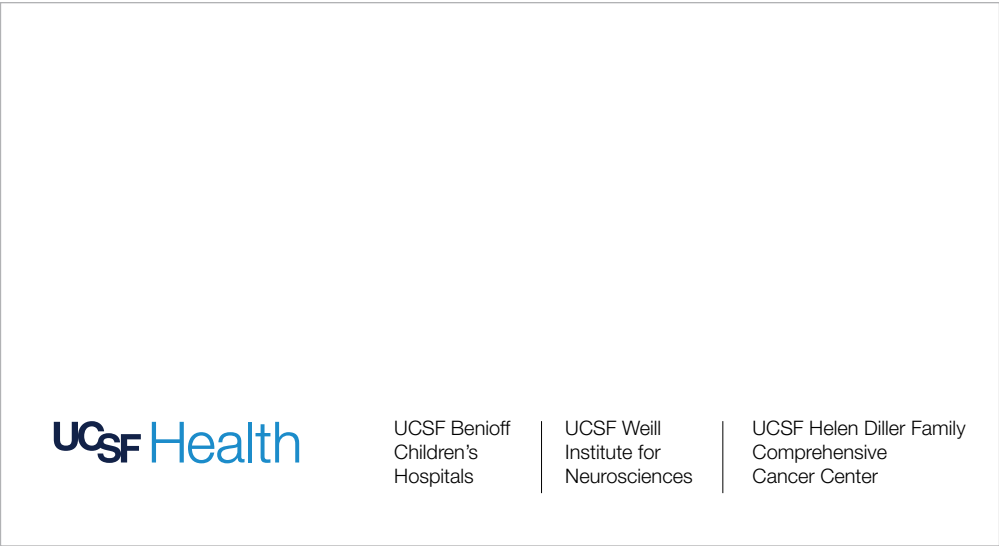 UCSF Health
UCSF Benioff
Children’s
Hospitals
UCSF Weill
Institute for
Neurosciences
UCSF Helen Diller Family
Comprehensive
Cancer Center